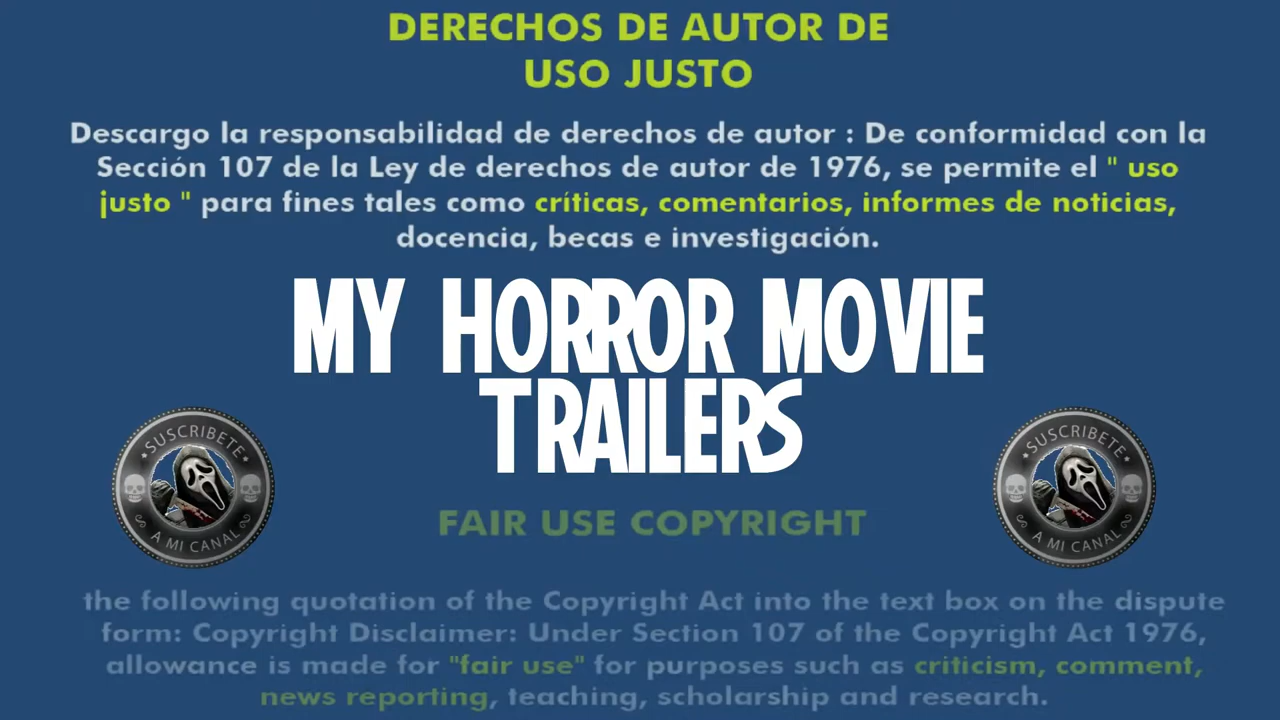 DERECHOS DE AUTOR DE
USO JUSTO
Descargo la responsabilidad de derechos de autor : De conformidad con la
Sección 107 de la Ley de derechos de autor de 1976, se permite el " uso
justo " para fines tales como críticas, comentarios, informes de noticias,
docencia, becas e investigación.
MY HORROR MOVIE
TRAILERS
SUSCRIBETE
A MI CANAL
SUSCRIBETE
A MI CANAL
FAIR USE COPYRIGHT
the following quotation of the Copyright Act into the text box on the dispute
form: Copyright Disclaimer: Under Section 107 of the Copyright Act 1976,
allowance is made for "fair use" for purposes such as criticism, comment,
news reporting, teaching, scholarship and research.